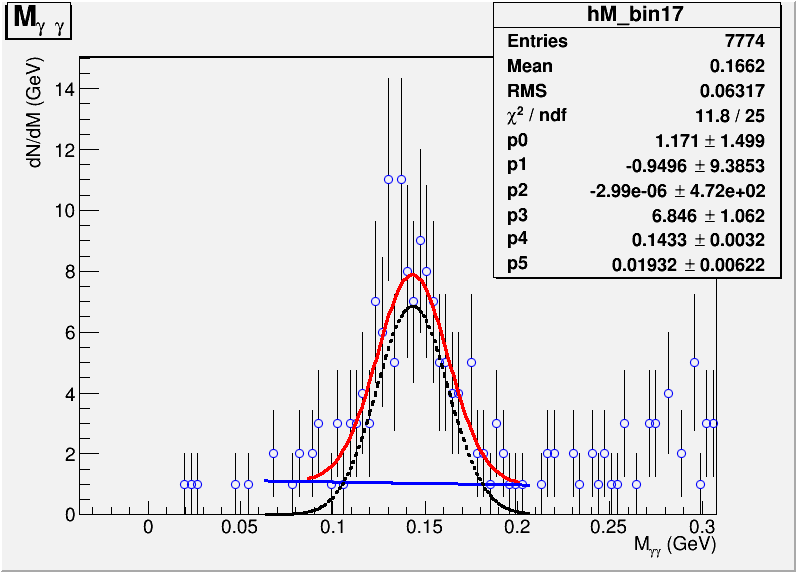 Mγ γ
hM_bin17
Entries 7774
Mean 0.1662
RMS 0.06317
χ² / ndf 11.8 / 25
p0 1.171 ± 1.499
p1 -0.9496 ± 9.3853
p2 -2.99e-06 ± 4.72e+02
p3 6.846 ± 1.062
p4 0.1433 ± 0.0032
p5 0.01932 ± 0.00622
dN/dM (GeV)
14
12
10
8
6
4
2
0
0 0.05 0.1 0.15 0.2 0.25 0.3
Mγγ (GeV)